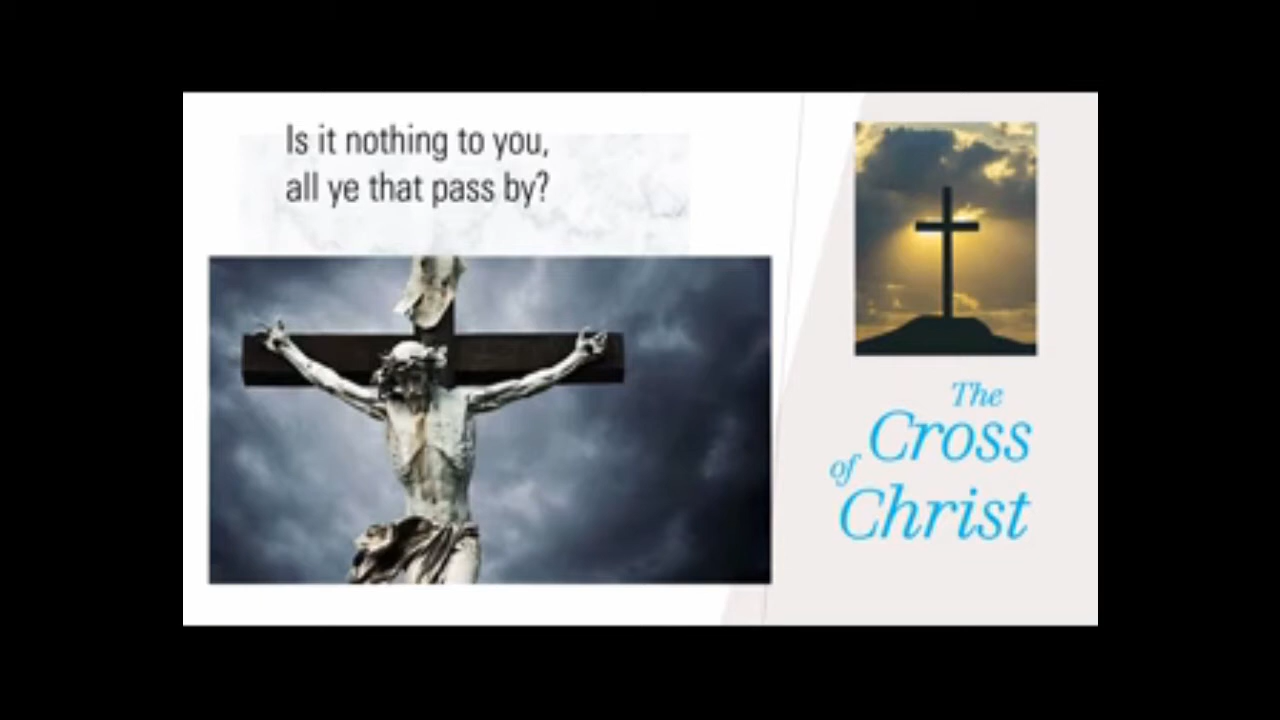 Is it nothing to you,
all ye that pass by?
The
Cross
of
Christ